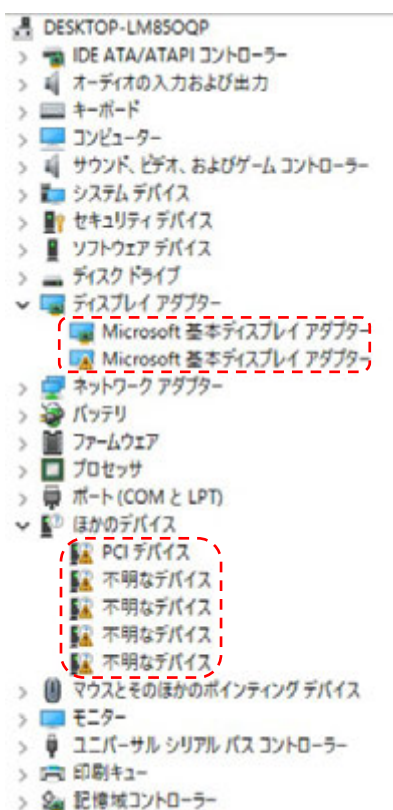 DESKTOP-LM85OQP
IDE ATA/ATAPI コントローラー
オーディオの入力および出力
キーボード
コンピューター
サウンド、ビデオ、およびゲーム コントローラー
システム デバイス
セキュリティ デバイス
ソフトウェア デバイス
ディスク ドライブ
ディスプレイ アダプター
Microsoft 基本ディスプレイ アダプター
Microsoft 基本ディスプレイ アダプター
ネットワーク アダプター
バッテリ
ファームウェア
プロセッサ
ポート (COM と LPT)
ほかのデバイス
PCI デバイス
不明なデバイス
不明なデバイス
不明なデバイス
不明なデバイス
マウスとそのほかのポインティング デバイス
モニター
ユニバーサル シリアル バス コントローラー
印刷キュー
記憶域コントローラー